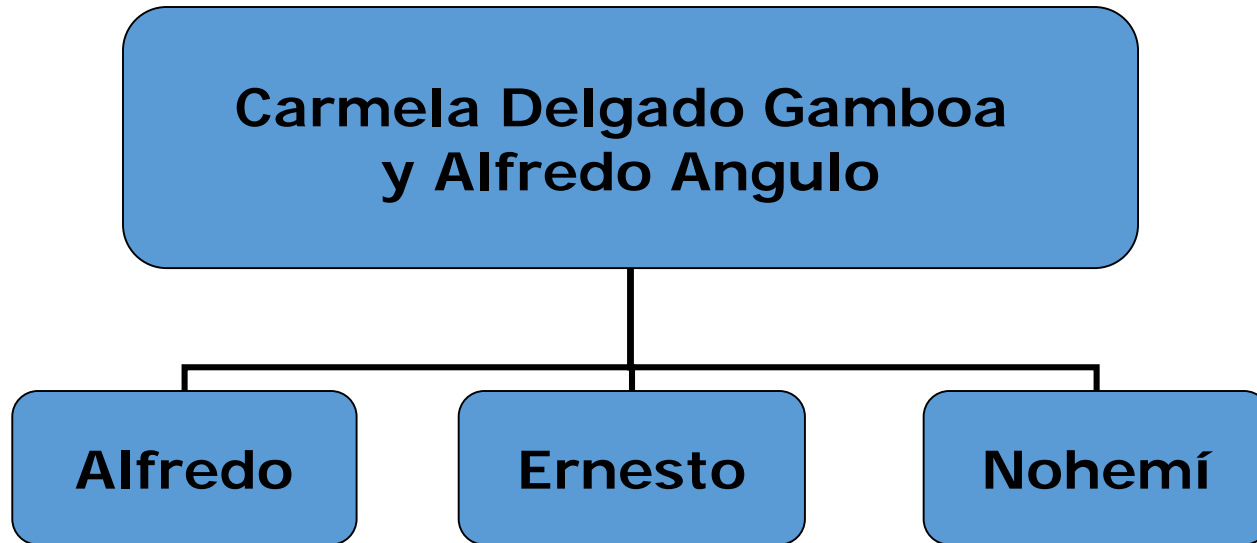 Carmela Delgado Gamboa
y Alfredo Angulo
Alfredo
Ernesto
Nohemí